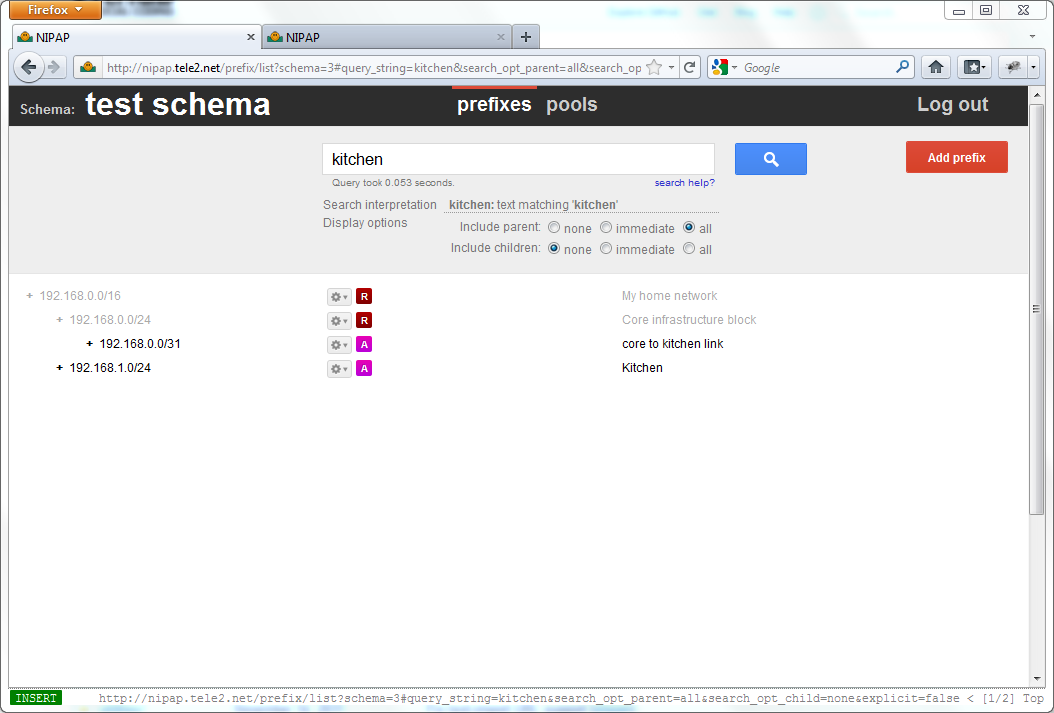 Firefox
NIPAP
NIPAP
http://nipap.tele2.net/prefix/list?schema=3#query_string=kitchen&search_opt_parent=all&search_op
Google
Schema: test schema
prefixes pools
Log out
kitchen
Add prefix
Query took 0.053 seconds.
search help?
Search interpretation
kitchen: text matching 'kitchen'
Display options
Include parent: none immediate all
Include children: none immediate all
+ 192.168.0.0/16 R My home network
+ 192.168.0.0/24 R Core infrastructure block
+ 192.168.0.0/31 A core to kitchen link
+ 192.168.1.0/24 A Kitchen
INSERT http://nipap.tele2.net/prefix/list?schema=3#query_string=kitchen&search_opt_parent=all&search_opt_child=none&explicit=false < [1/2] Top